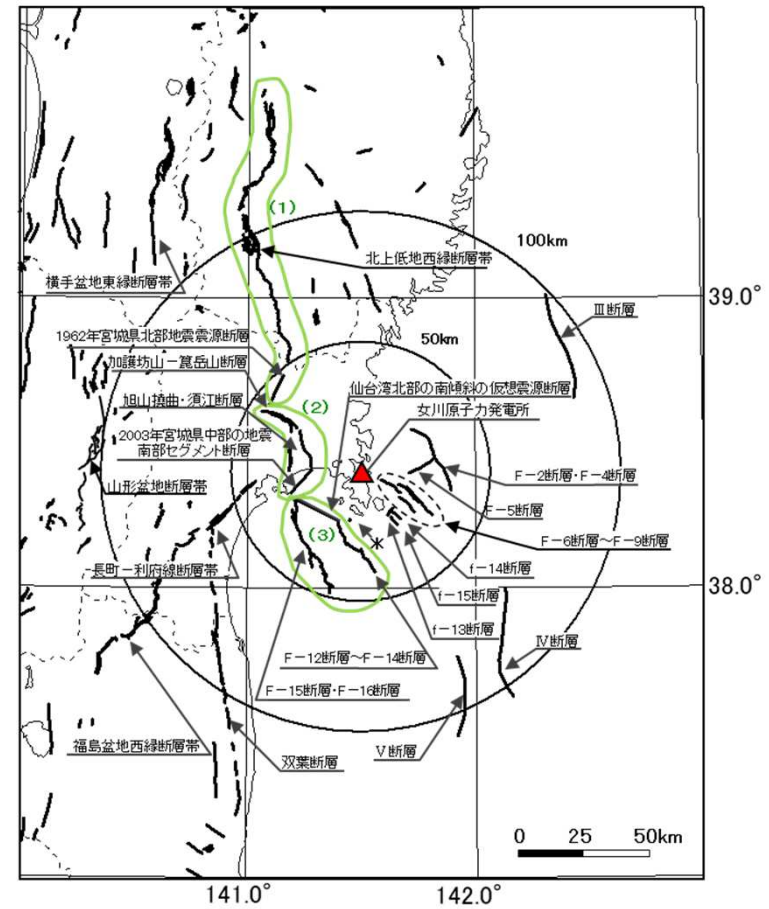 (1)
100km
北上低地西縁断層帯
横手盆地東縁断層帯
39.0°
Ⅲ断層
1962年宮城県北部地震震源断層
50km
加護坊山－箟岳山断層
仙台湾北部の南傾斜の仮想震源断層
旭山撓曲・須江断層
(2)
女川原子力発電所
2003年宮城県中部の地震
南部セグメント断層
F－2断層・F－4断層
山形盆地断層帯
F－5断層
(3)
F－6断層～F－9断層
長町－利府線断層帯
f－14断層
38.0°
f－15断層
f－13断層
Ⅳ断層
F－12断層～F－14断層
F－15断層・F－16断層
福島盆地西縁断層帯
双葉断層
Ⅴ断層
0 25 50km
141.0° 142.0°